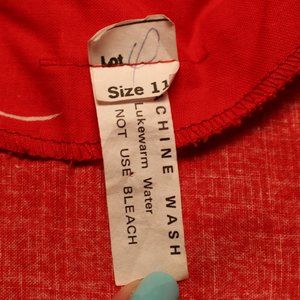 Lot
Size 11
CHINE WASH
Lukewarm Water
NOT USE BLEACH